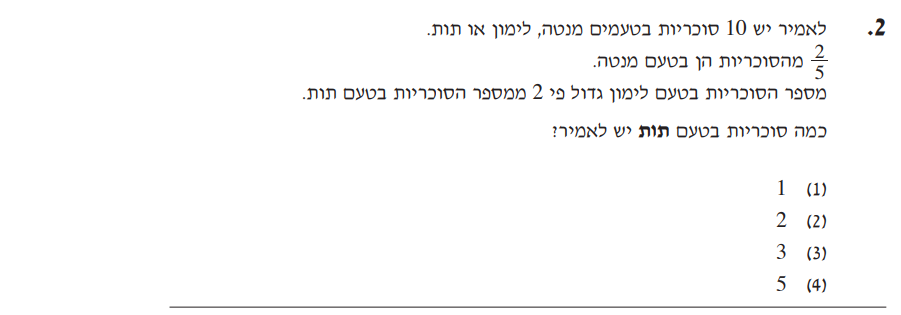 2. לאמיר יש 10 סוכריות בטעמים מנטה, לימון או תות.
2/5 מהסוכריות הן בטעם מנטה.
מספר הסוכריות בטעם לימון גדול פי 2 ממספר הסוכריות בטעם תות.
כמה סוכריות בטעם תות יש לאמיר?
(1) 1
(2) 2
(3) 3
(4) 5